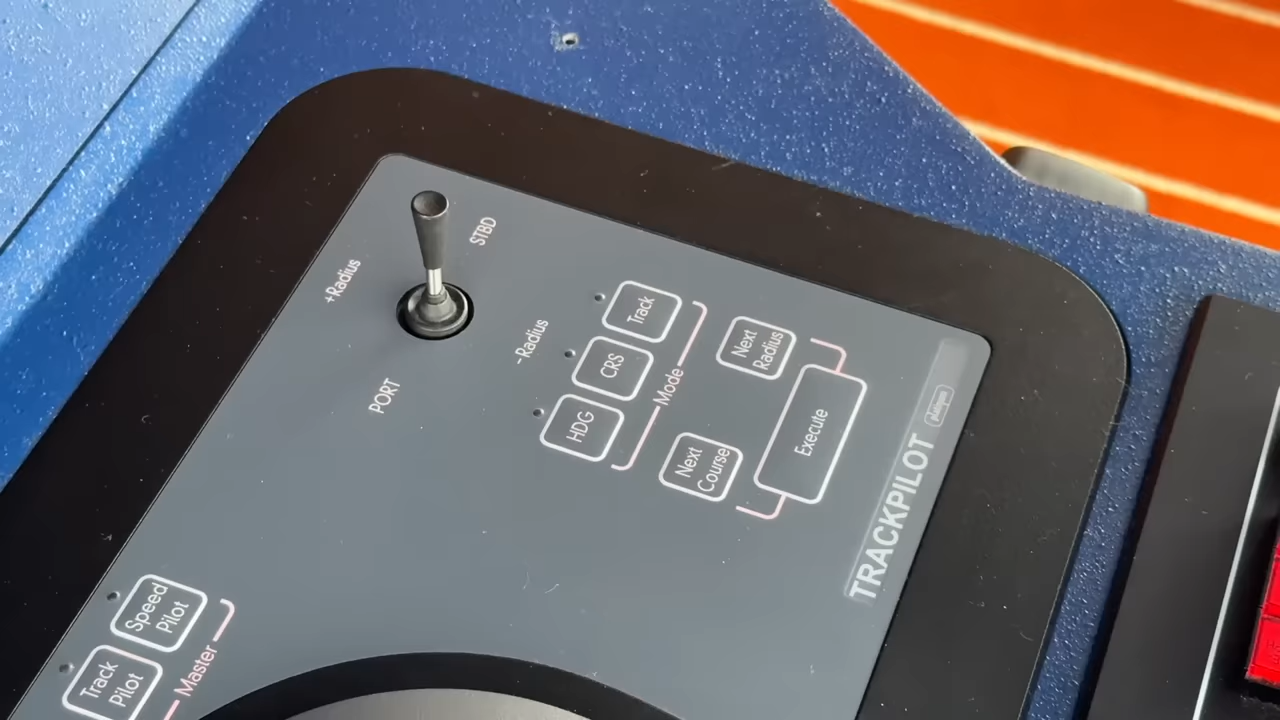 +Radius
STBD
PORT
-Radius
Track
CRS
HDG
Mode
Next
Radius
Next
Course
Execute
TRACKPILOT
platinum
Speed
Pilot
Track
Pilot
Master